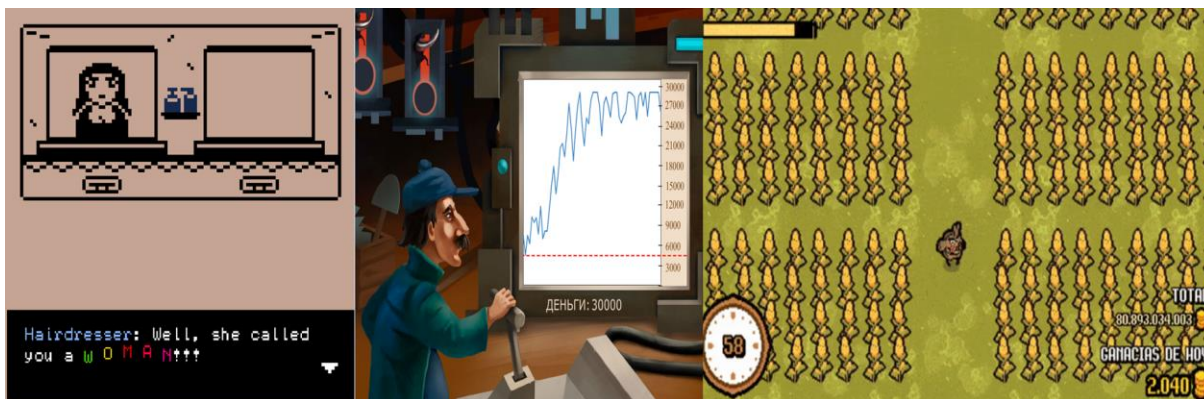 Hairdresser: Well, she called
you a WOMAN!!!
30000
27000
24000
21000
18000
15000
12000
9000
6000
3000
ДЕНЬГИ: 30000
58
TOTA
80.893.034.003
GANACIAS DE HOY
2.040